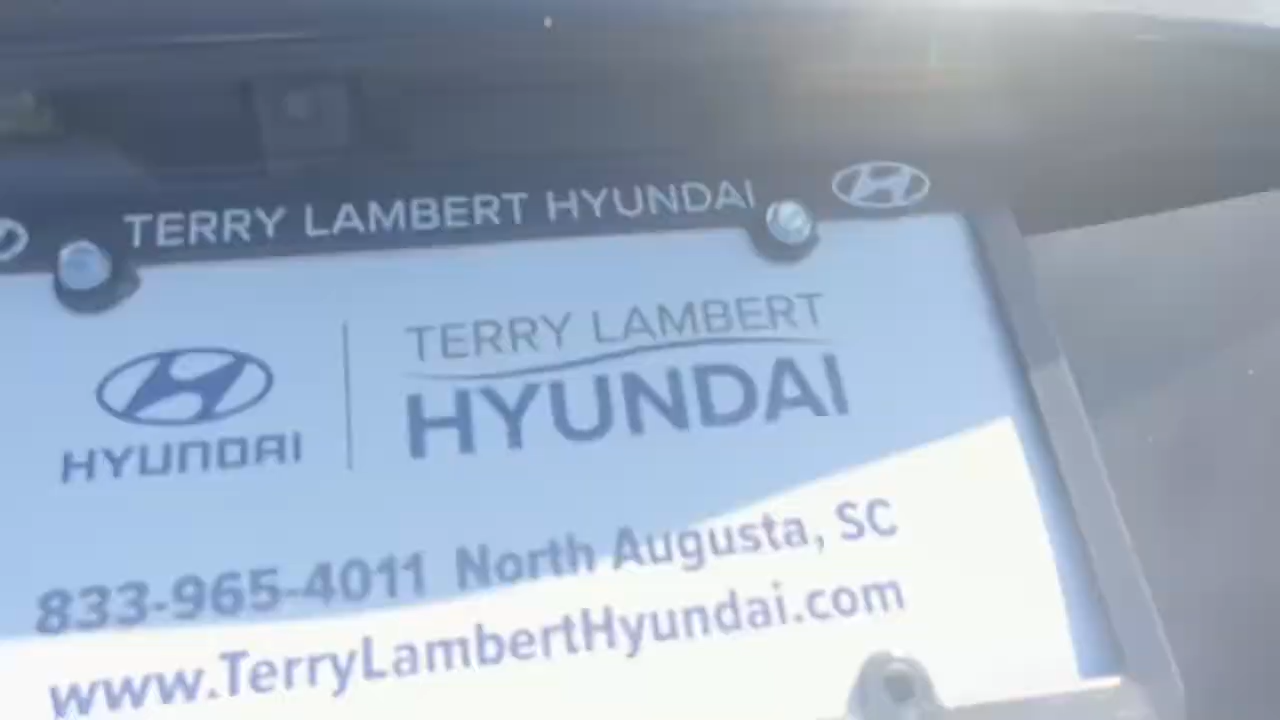 TERRY LAMBERT HYUNDAI
TERRY LAMBERT
HYUNDAI
HYUNDAI
833-965-4011 North Augusta, SC
www.TerryLambertHyundai.com